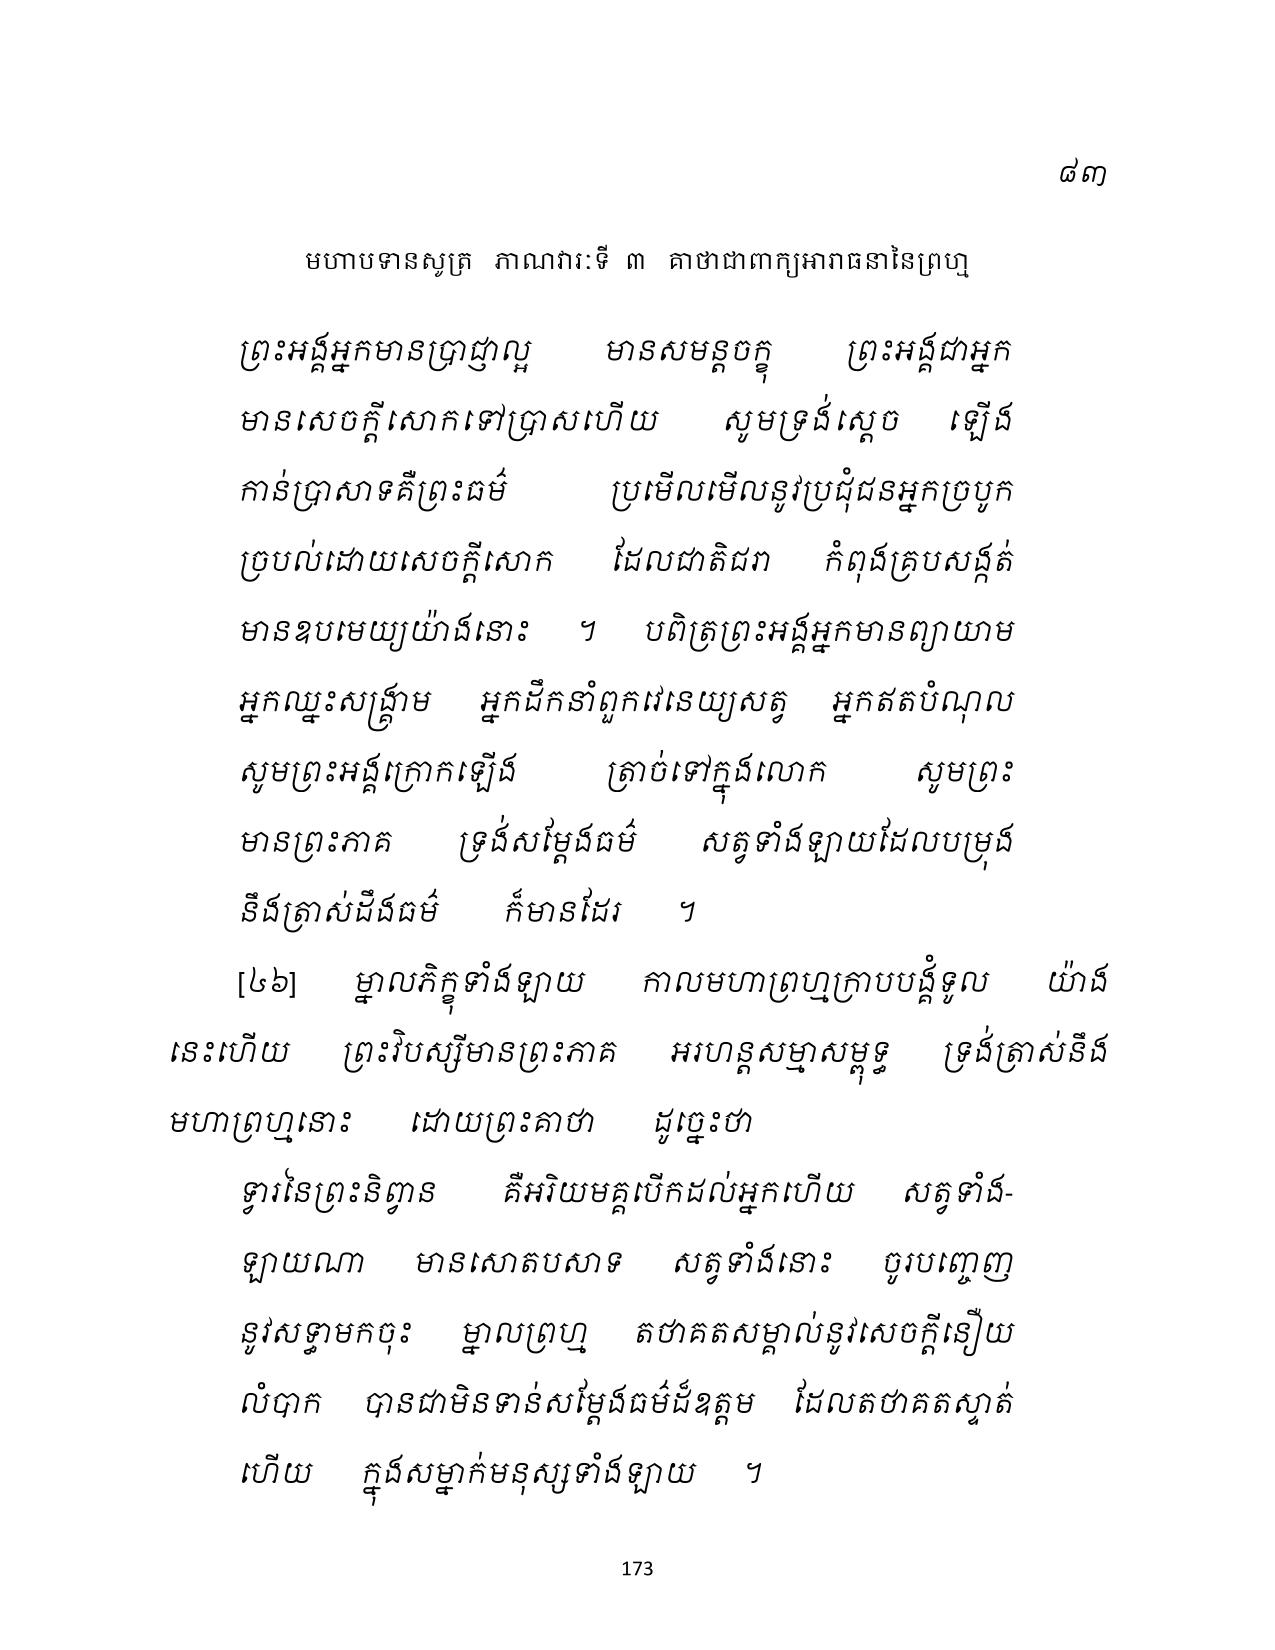 ៨៣
មហាបទានសូត្រ ភាណវារៈទី ៣ គាថាជាពាក្យអារាធនានៃព្រហ្ម
ព្រះអង្គអ្នកមានប្រាជ្ញាល្អ មានសមន្តចក្ខុ ព្រះអង្គជាអ្នក
មានសេចក្តីសោកទៅប្រាសហើយ សូមទ្រង់ស្តេច ឡើង
កាន់ប្រាសាទគឺព្រះធម៌ ប្រមើលមើលនូវប្រជុំជនអ្នកច្របូក
ច្របល់ដោយសេចក្តីសោក ដែលជាតិជរា កំពុងគ្របសង្កត់
មានឧបមេយ្យយ៉ាងនោះ ។ បពិត្រព្រះអង្គអ្នកមានព្យាយាម
អ្នកឈ្នះសង្គ្រាម អ្នកដឹកនាំពួកវេនេយ្យសត្វ អ្នកឥតបំណុល
សូមព្រះអង្គក្រោកឡើង ត្រាច់ទៅក្នុងលោក សូមព្រះ
មានព្រះភាគ ទ្រង់សម្តែងធម៌ សត្វទាំងឡាយដែលបម្រុង
នឹងត្រាស់ដឹងធម៌ ក៏មានដែរ ។
[៤៦] ម្នាលភិក្ខុទាំងឡាយ កាលមហាព្រហ្មក្រាបបង្គំទូល យ៉ាង
នេះហើយ ព្រះវិបស្សីមានព្រះភាគ អរហន្តសម្មាសម្ពុទ្ធ ទ្រង់ត្រាស់នឹង
មហាព្រហ្មនោះ ដោយព្រះគាថា ដូច្នេះថា
ទ្វារនៃព្រះនិព្វាន គឺអរិយមគ្គបើកដល់អ្នកហើយ សត្វទាំង-
ឡាយណា មានសោតបសាទ សត្វទាំងនោះ ចូរបញ្ចេញ
នូវសទ្ធាមកចុះ ម្នាលព្រហ្ម តថាគតសម្គាល់នូវសេចក្តីនឿយ
លំបាក បានជាមិនទាន់សម្តែងធម៌ដ៏ឧត្តម ដែលតថាគតស្ទាត់
ហើយ ក្នុងសម្នាក់មនុស្សទាំងឡាយ ។
173